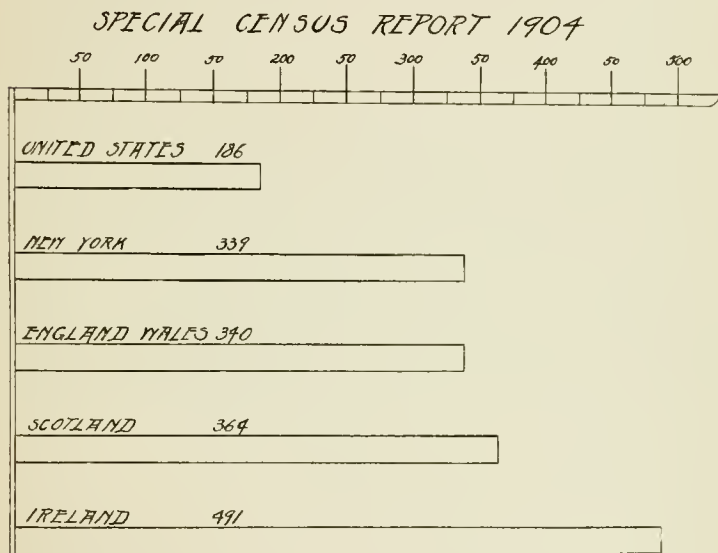 SPECIAL CENSUS REPORT 1904
50 100 50 200 50 300 50 400 50 500
UNITED STATES 186
NEW YORK 339
ENGLAND WALES 340
SCOTLAND 364
IRELAND 491